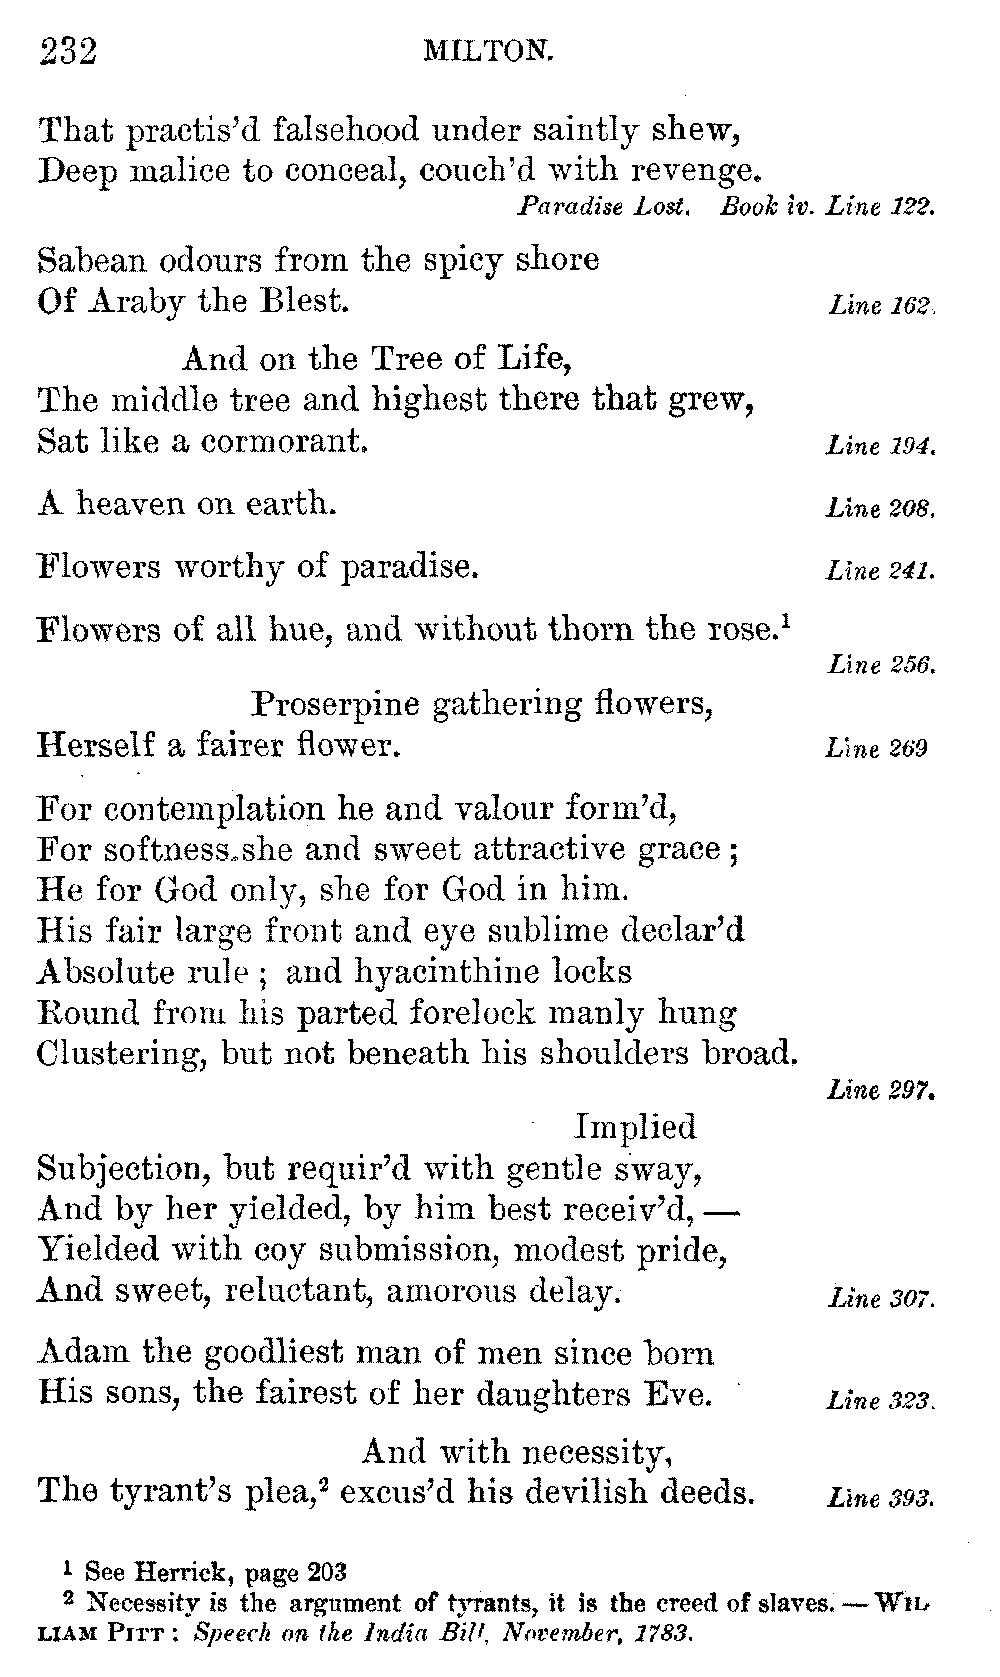 232 MILTON.
That practis'd falsehood under saintly shew,
Deep malice to conceal, couch'd with revenge.
Paradise Lost. Book iv. Line 122.
Sabean odours from the spicy shore
Of Araby the Blest. Line 162.
And on the Tree of Life,
The middle tree and highest there that grew,
Sat like a cormorant. Line 194.
A heaven on earth. Line 208.
Flowers worthy of paradise. Line 241.
Flowers of all hue, and without thorn the rose.¹
Line 256.
Proserpine gathering flowers,
Herself a fairer flower. Line 269
For contemplation he and valour form'd,
For softness she and sweet attractive grace ;
He for God only, she for God in him.
His fair large front and eye sublime declar'd
Absolute rule ; and hyacinthine locks
Round from his parted forelock manly hung
Clustering, but not beneath his shoulders broad.
Line 297.
Implied
Subjection, but requir'd with gentle sway,
And by her yielded, by him best receiv'd, —
Yielded with coy submission, modest pride,
And sweet, reluctant, amorous delay. Line 307.
Adam the goodliest man of men since born
His sons, the fairest of her daughters Eve. Line 323.
And with necessity,
The tyrant's plea,² excus'd his devilish deeds. Line 393.
¹ See Herrick, page 203
² Necessity is the argument of tyrants, it is the creed of slaves. — WIL-
LIAM PITT : Speech on the India Bill, November, 1783.